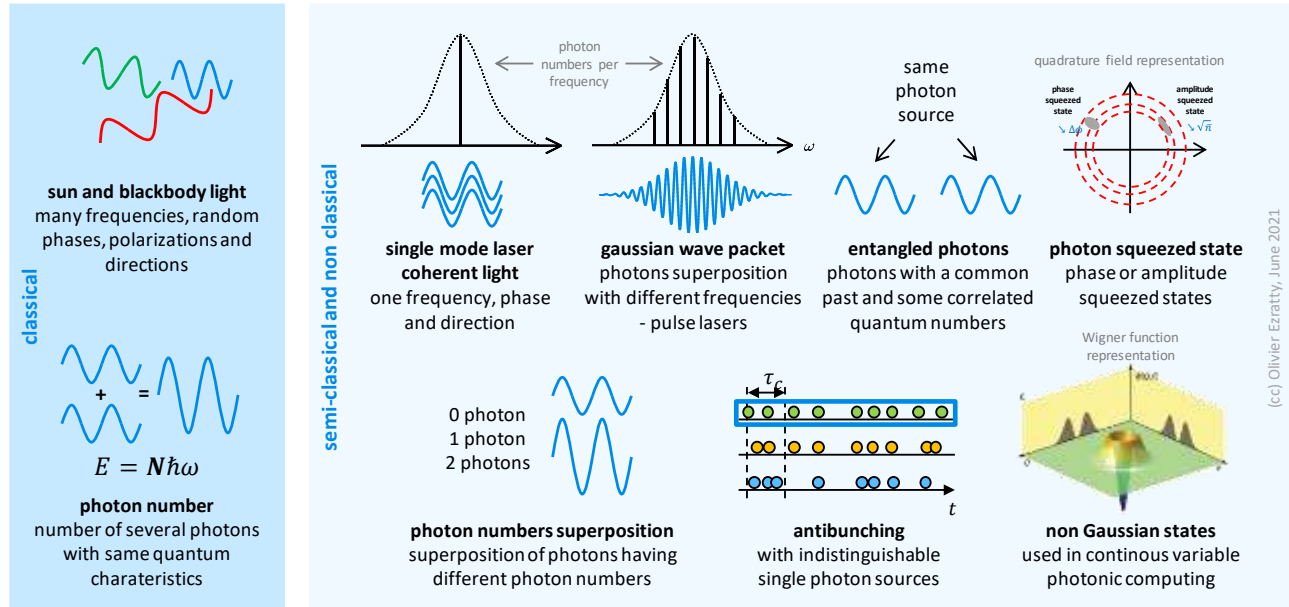 classical
sun and blackbody light
many frequencies, random
phases, polarizations and
directions
+
=
E = Nħω
photon number
number of several photons
with same quantum
charateristics
semi-classical and non classical
photon
numbers per
frequency
ω
single mode laser
coherent light
one frequency, phase
and direction
gaussian wave packet
photons superposition
with different frequencies
- pulse lasers
same
photon
source
entangled photons
photons with a common
past and some correlated
quantum numbers
quadrature field representation
phase
squeezed
state
↘ Δφ
amplitude
squeezed
state
↘ √n̄
photon squeezed state
phase or amplitude
squeezed states
0 photon
1 photon
2 photons
photon numbers superposition
superposition of photons having
different photon numbers
τc
t
antibunching
with indistinguishable
single photon sources
Wigner function
representation
non Gaussian states
used in continous variable
photonic computing
(cc) Olivier Ezratty, June 2021